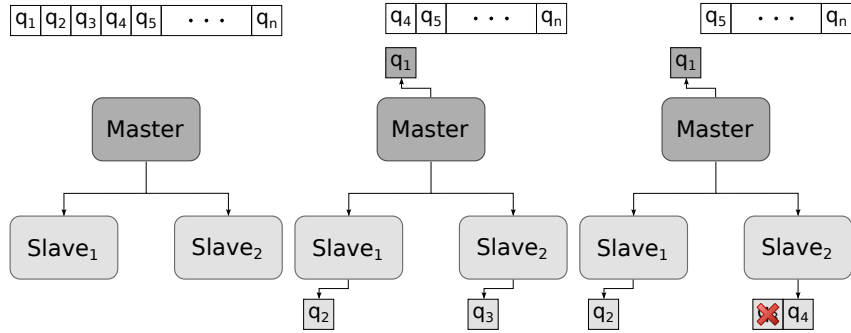 q₁ q₂ q₃ q₄ q₅ · · · qₙ
Master
Slave₁ Slave₂
q₄ q₅ · · · qₙ
q₁
Master
Slave₁ Slave₂
q₂ q₃
q₅ · · · qₙ
q₁
Master
Slave₁ Slave₂
q₂ q₄